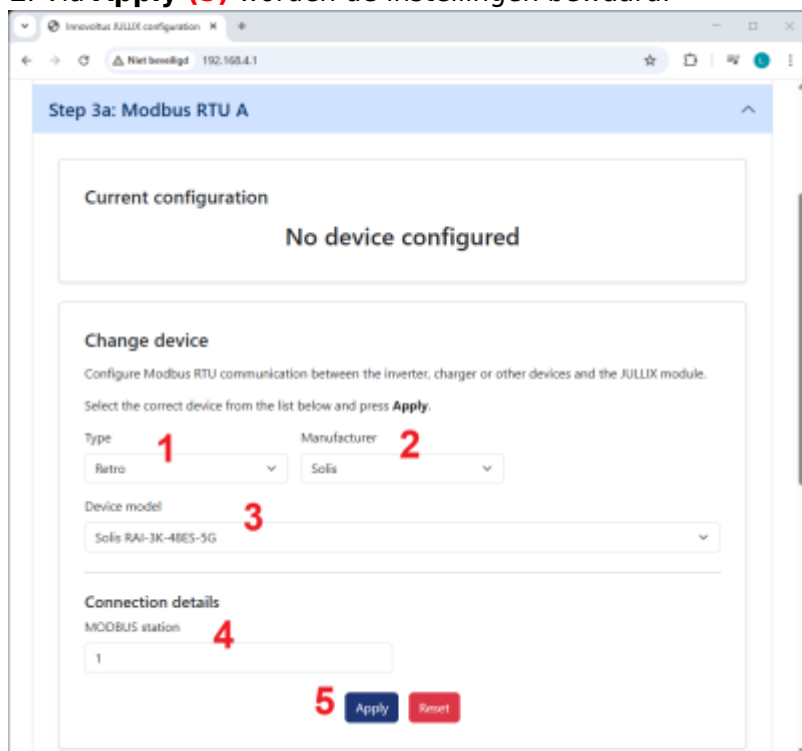 2. Via Apply (5) worden de instellingen bewaard.
Innovoltus JULLIX configuration
Niet beveiligd 192.168.4.1
L
Step 3a: Modbus RTU A
Current configuration
No device configured
Change device
Configure Modbus RTU communication between the inverter, charger or other devices and the JULLIX module.
Select the correct device from the list below and press Apply.
Type 1 Manufacturer 2
Retro Solis
Device model 3
Solis RAI-3K-48ES-5G
Connection details
MODBUS station 4
1
5 Apply Reset